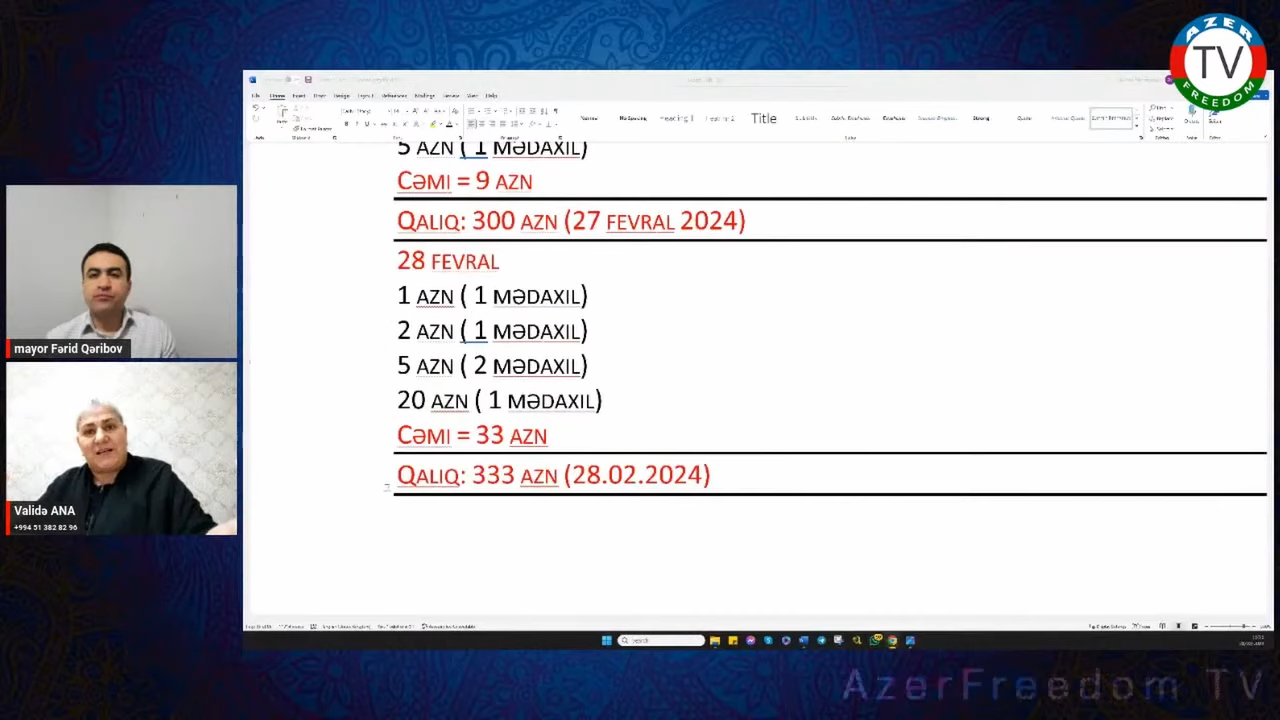 AZER
TV
FREEDOM
Title
5 AZN ( 1 MƏDAXIL)
CƏMI = 9 AZN
QALIQ: 300 AZN (27 FEVRAL 2024)
28 FEVRAL
1 AZN ( 1 MƏDAXIL)
2 AZN ( 1 MƏDAXIL)
5 AZN ( 2 MƏDAXIL)
20 AZN ( 1 MƏDAXIL)
CƏMI = 33 AZN
QALIQ: 333 AZN (28.02.2024)
mayor Fərid Qəribov
Validə ANA
+994 51 382 82 96
Search
AzerFreedom TV